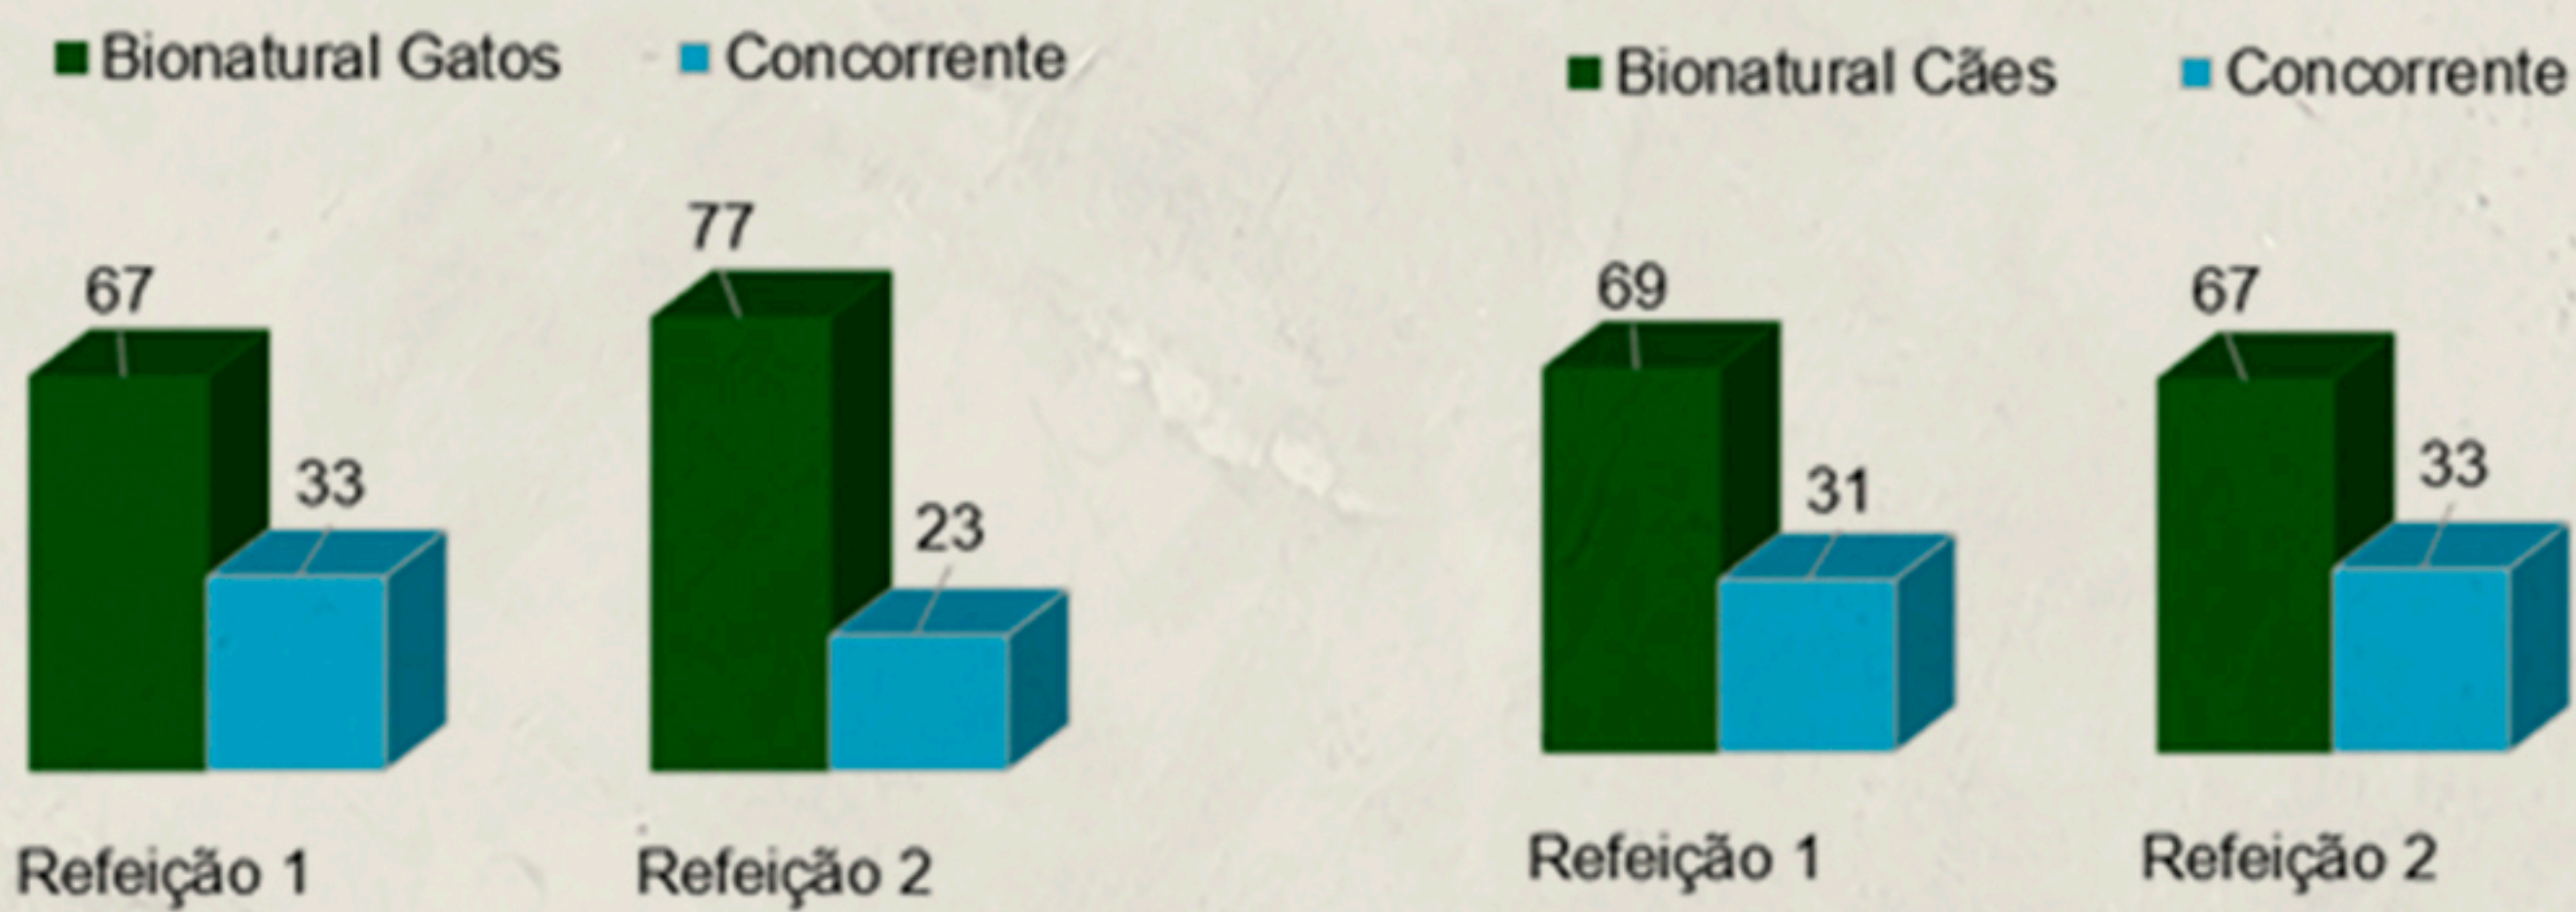 Bionatural Gatos
Concorrente
67
33
77
23
Refeição 1
Refeição 2
Bionatural Cães
Concorrente
69
31
67
33
Refeição 1
Refeição 2